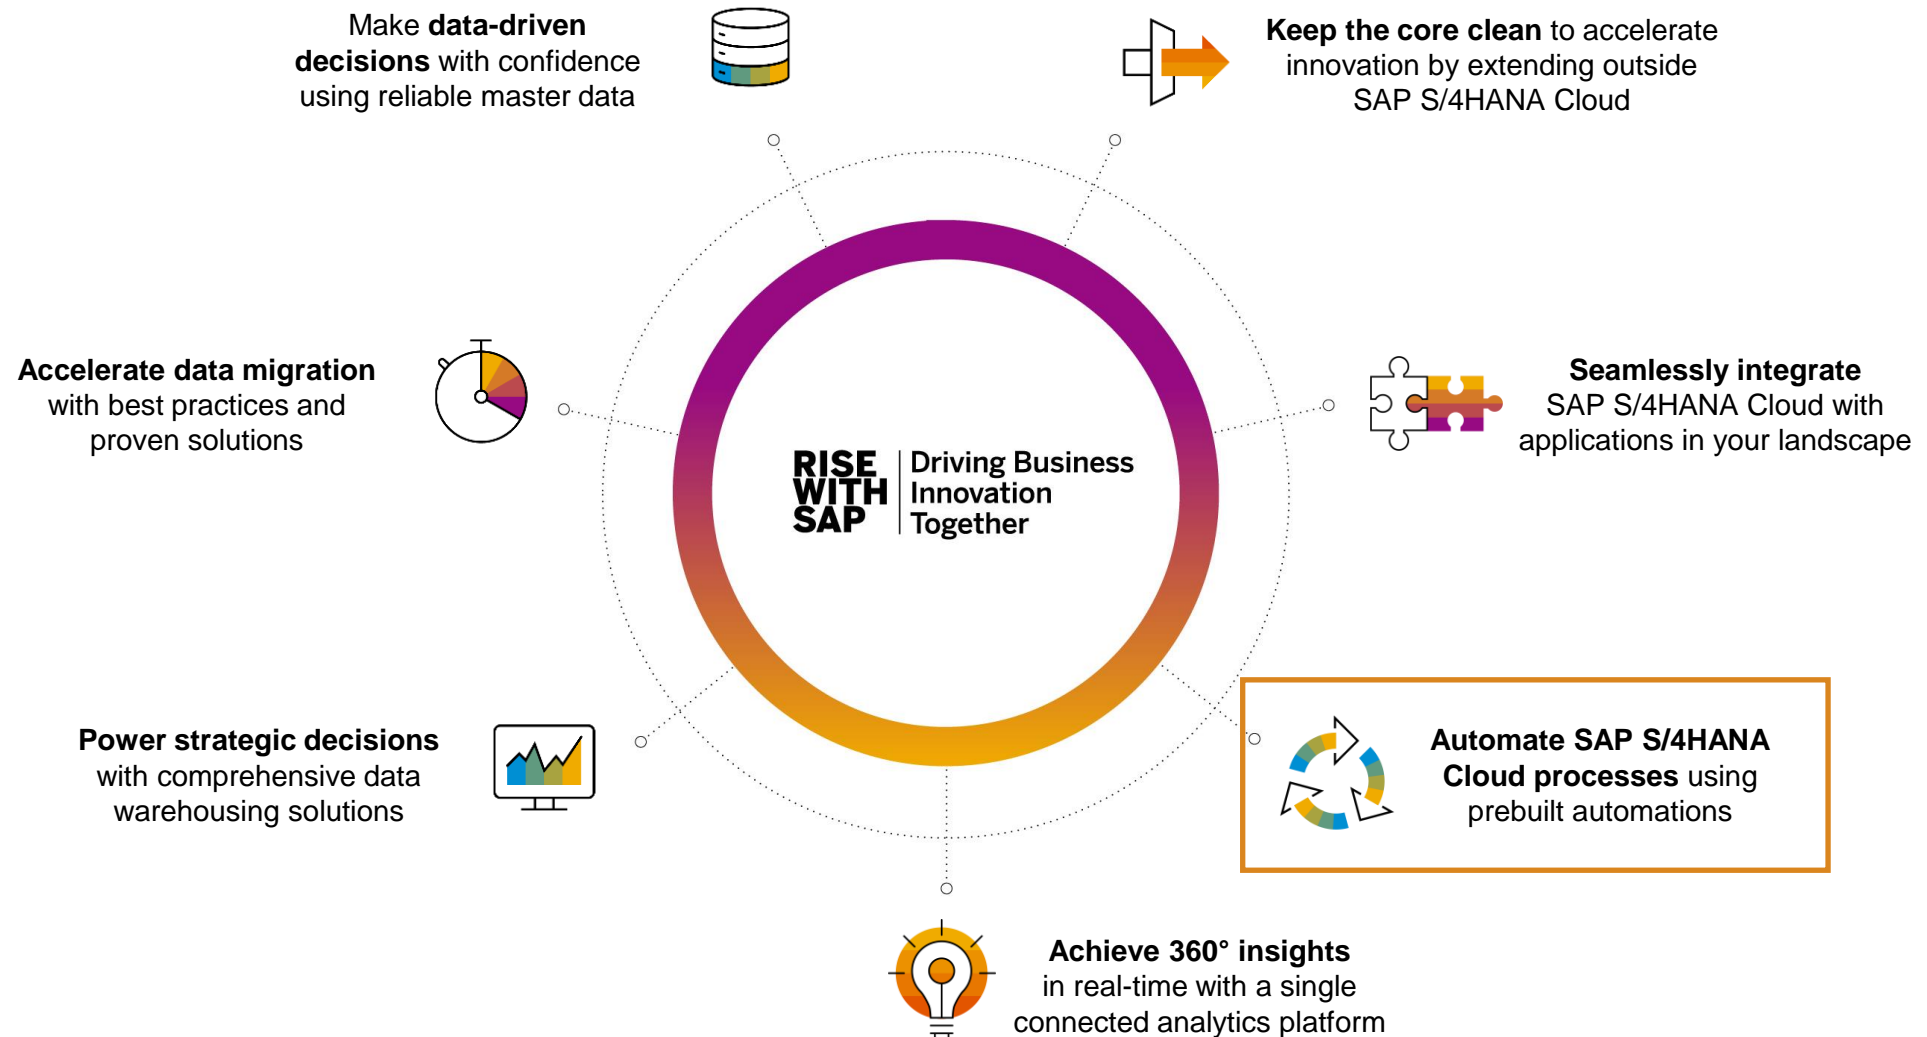 Make data-driven
decisions with confidence
using reliable master data
Keep the core clean to accelerate
innovation by extending outside
SAP S/4HANA Cloud
Accelerate data migration
with best practices and
proven solutions
Seamlessly integrate
SAP S/4HANA Cloud with
applications in your landscape
RISE
WITH
SAP
Driving Business
Innovation
Together
Power strategic decisions
with comprehensive data
warehousing solutions
Automate SAP S/4HANA
Cloud processes using
prebuilt automations
Achieve 360° insights
in real-time with a single
connected analytics platform